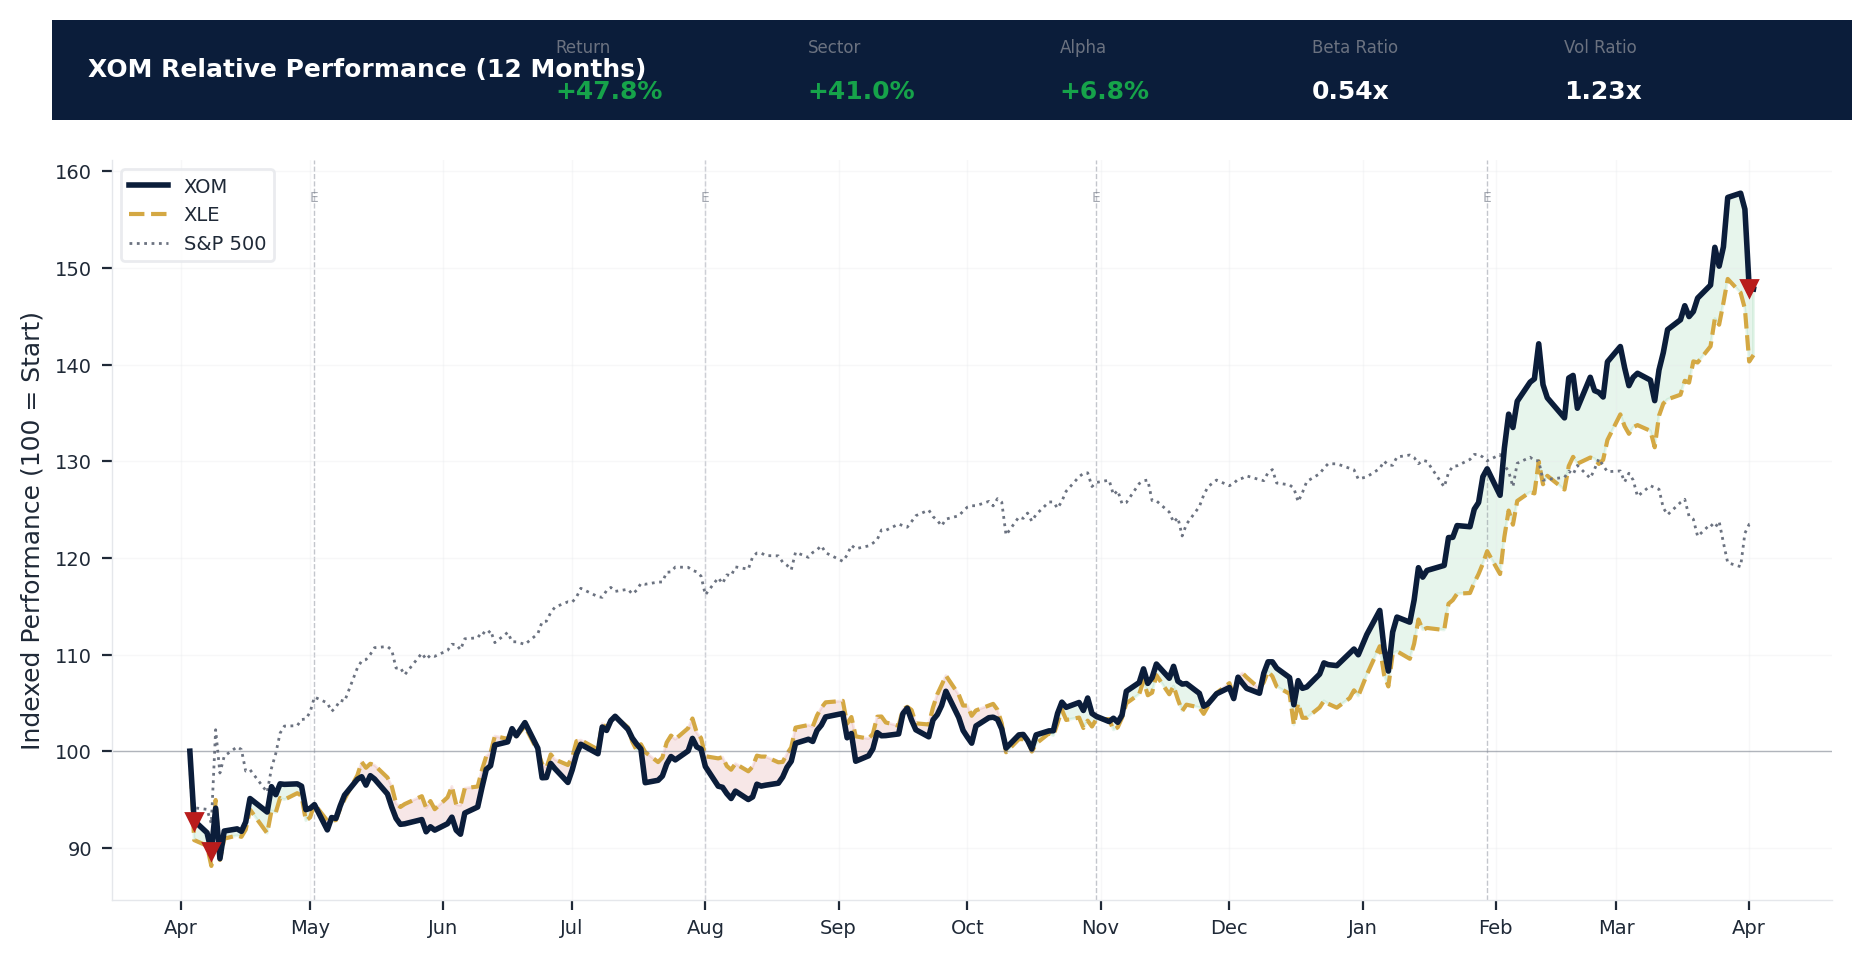 XOM Relative Performance (12 Months)
Return
+47.8%
Sector
+41.0%
Alpha
+6.8%
Beta Ratio
0.54x
Vol Ratio
1.23x
XOM
XLE
S&P 500
E
E
E
E
Indexed Performance (100 = Start)
160
150
140
130
120
110
100
90
Apr
May
Jun
Jul
Aug
Sep
Oct
Nov
Dec
Jan
Feb
Mar
Apr